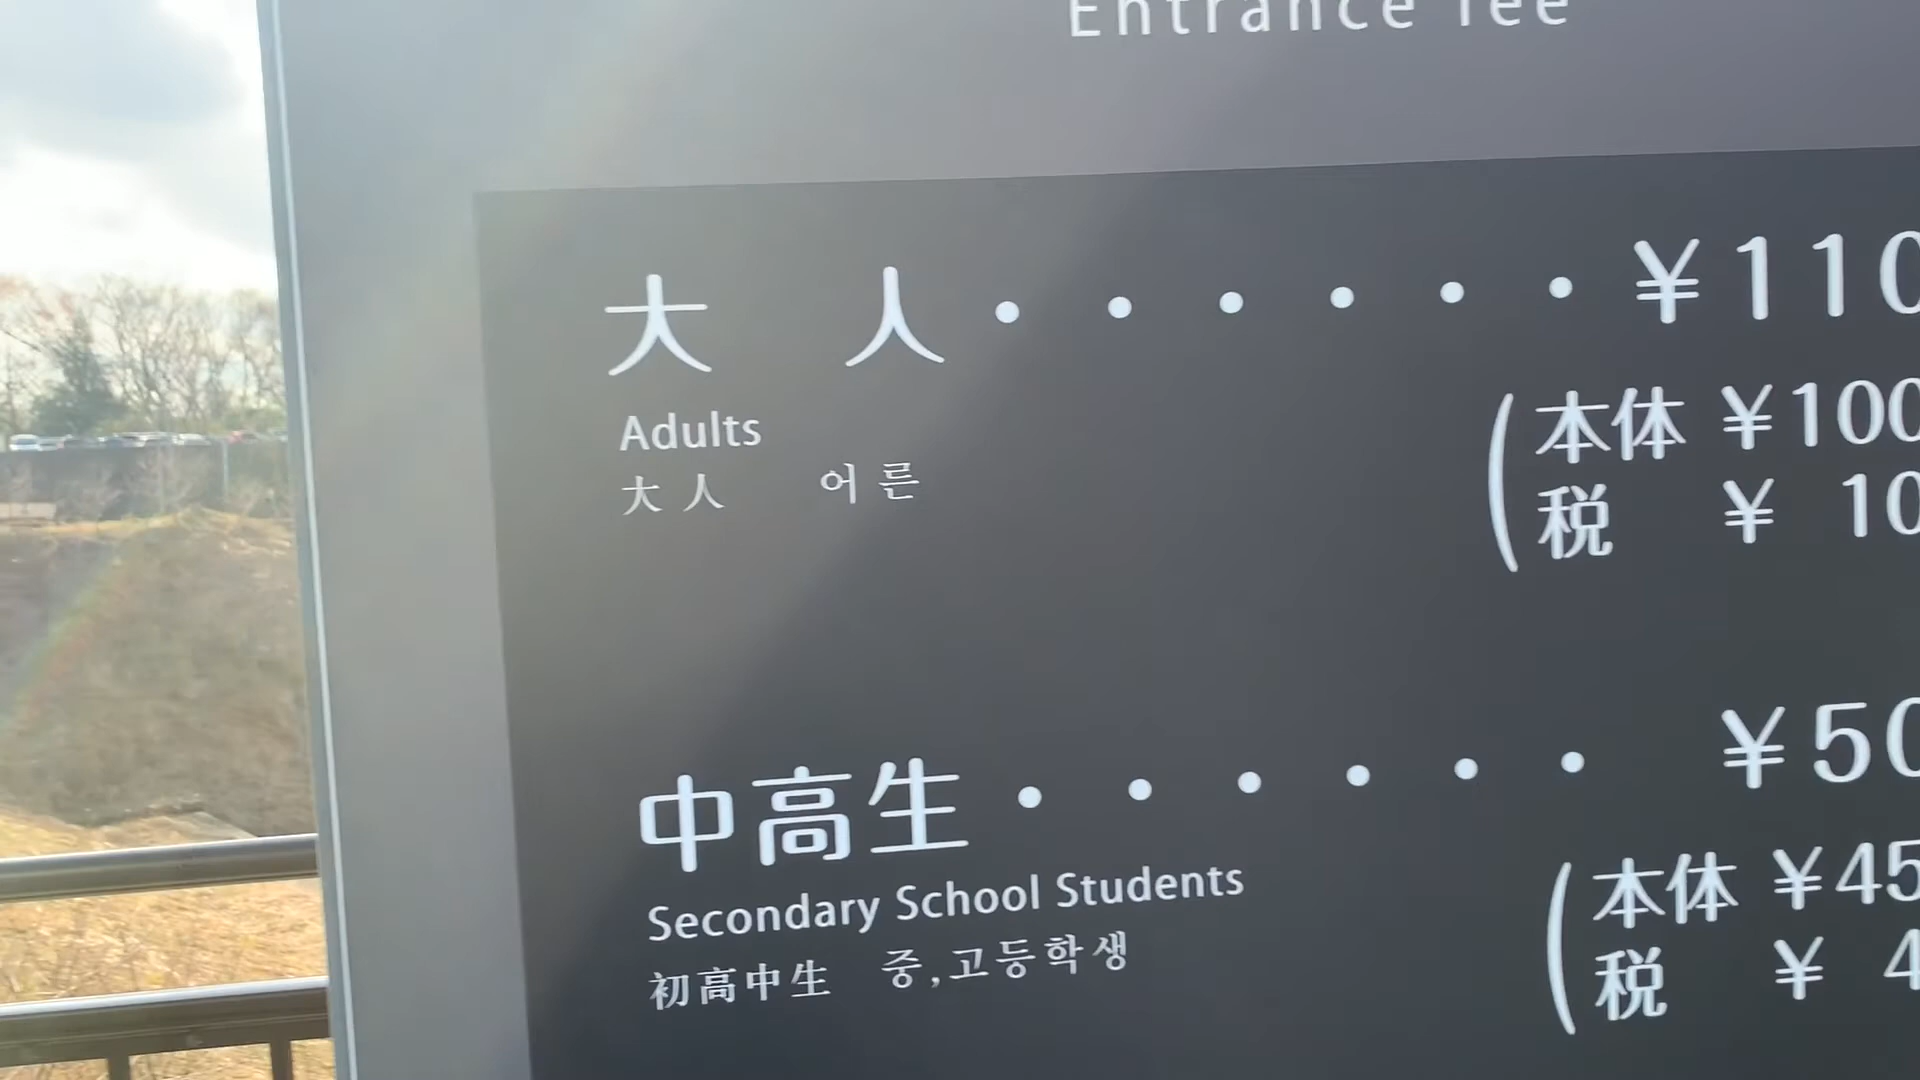 Entrance fee
大人・・・・・・¥110
Adults
大人 어른
(本体 ¥100
税 ¥ 10
中高生・・・・・・ ¥50
Secondary School Students
初高中生 중,고등학생
(本体 ¥45
税 ¥ 4